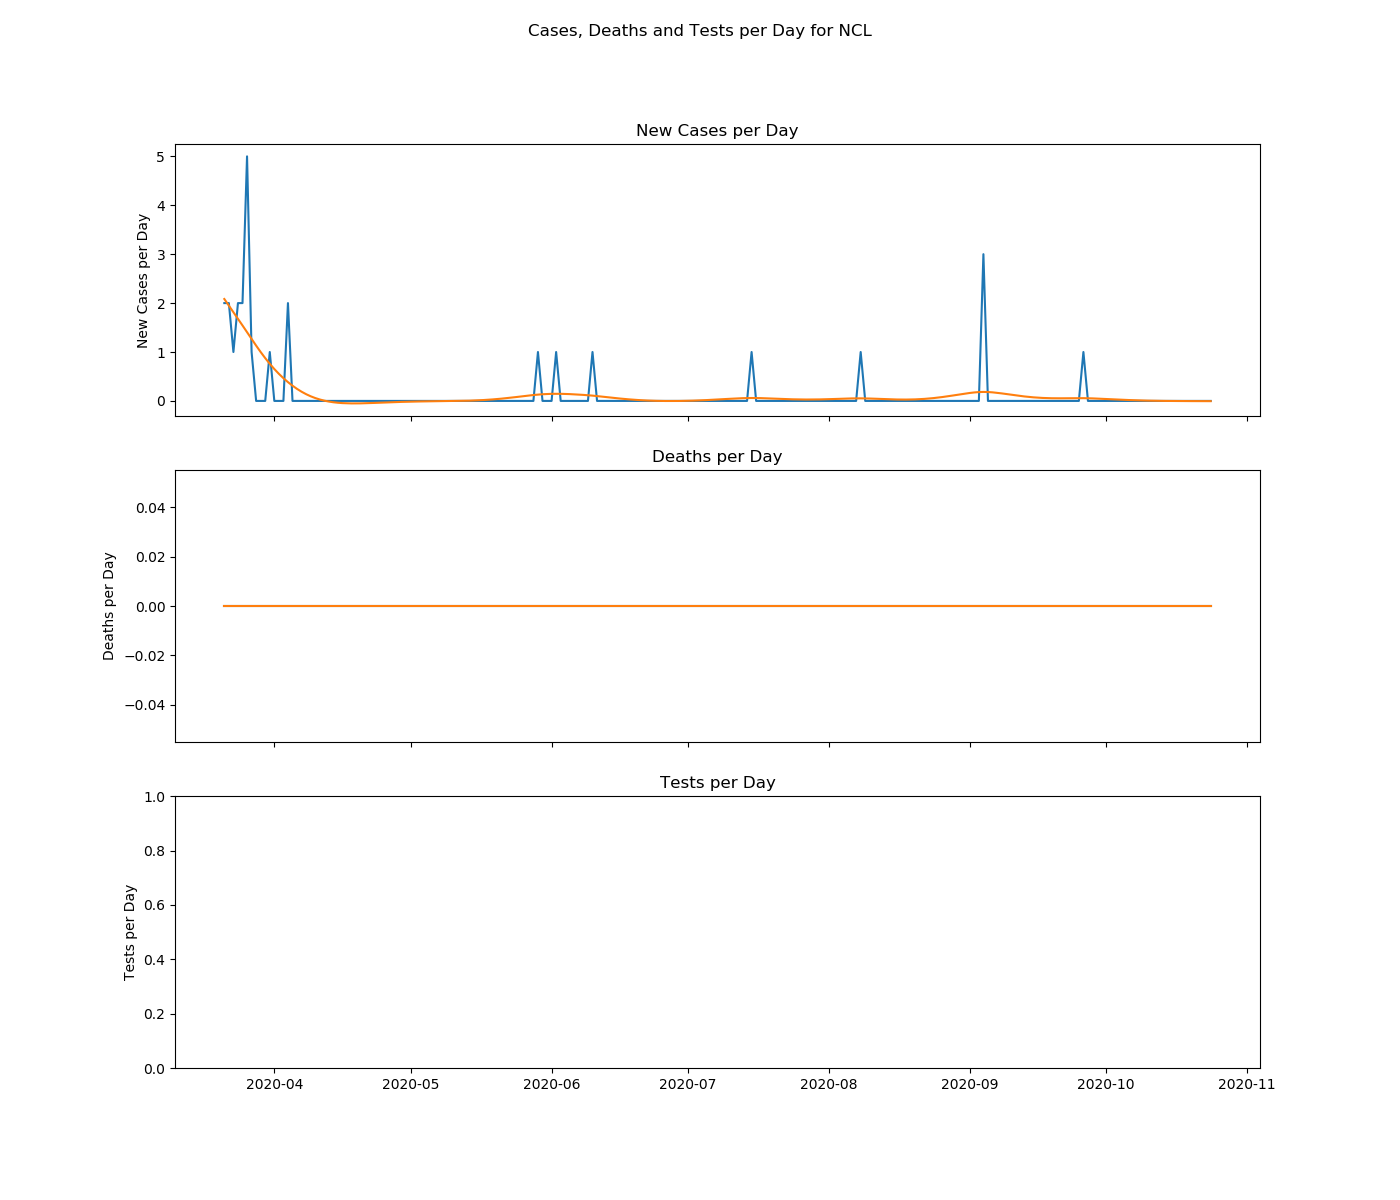 Cases, Deaths and Tests per Day for NCL
New Cases per Day
New Cases per Day
5
4
3
2
1
0
Deaths per Day
Deaths per Day
0.04
0.02
0.00
−0.02
−0.04
Tests per Day
Tests per Day
1.0
0.8
0.6
0.4
0.2
0.0
2020-04 2020-05 2020-06 2020-07 2020-08 2020-09 2020-10 2020-11